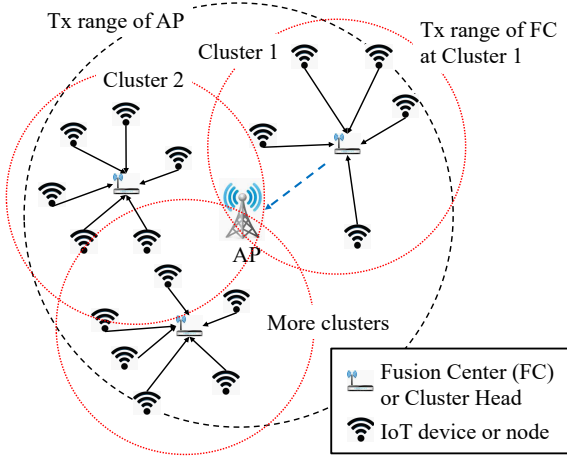 Tx range of AP
Tx range of FC
at Cluster 1
Cluster 1
Cluster 2
AP
More clusters
Fusion Center (FC)
or Cluster Head
IoT device or node